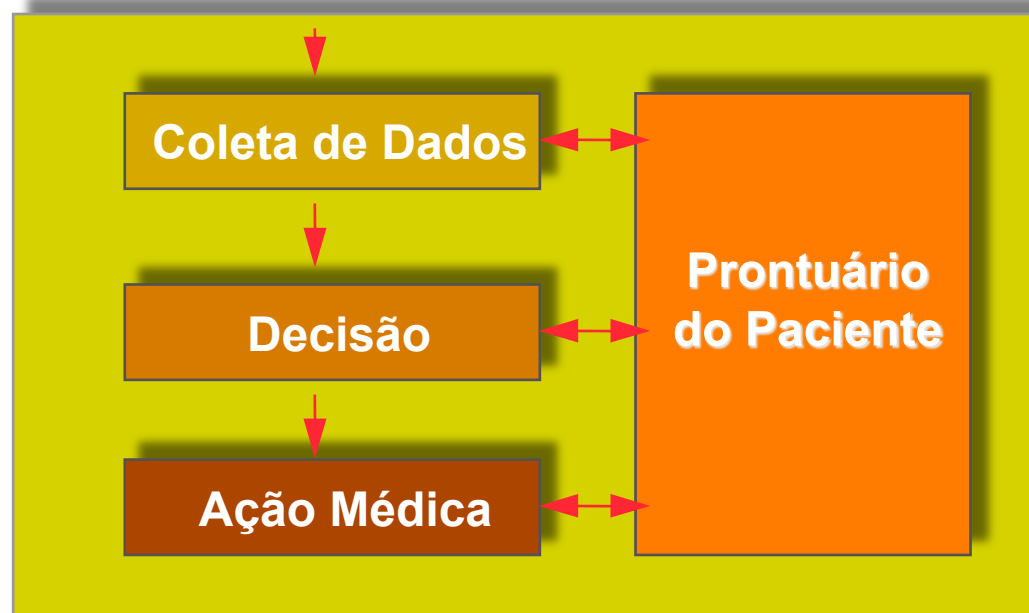 Coleta de Dados
Decisão
Ação Médica
Prontuário
do Paciente